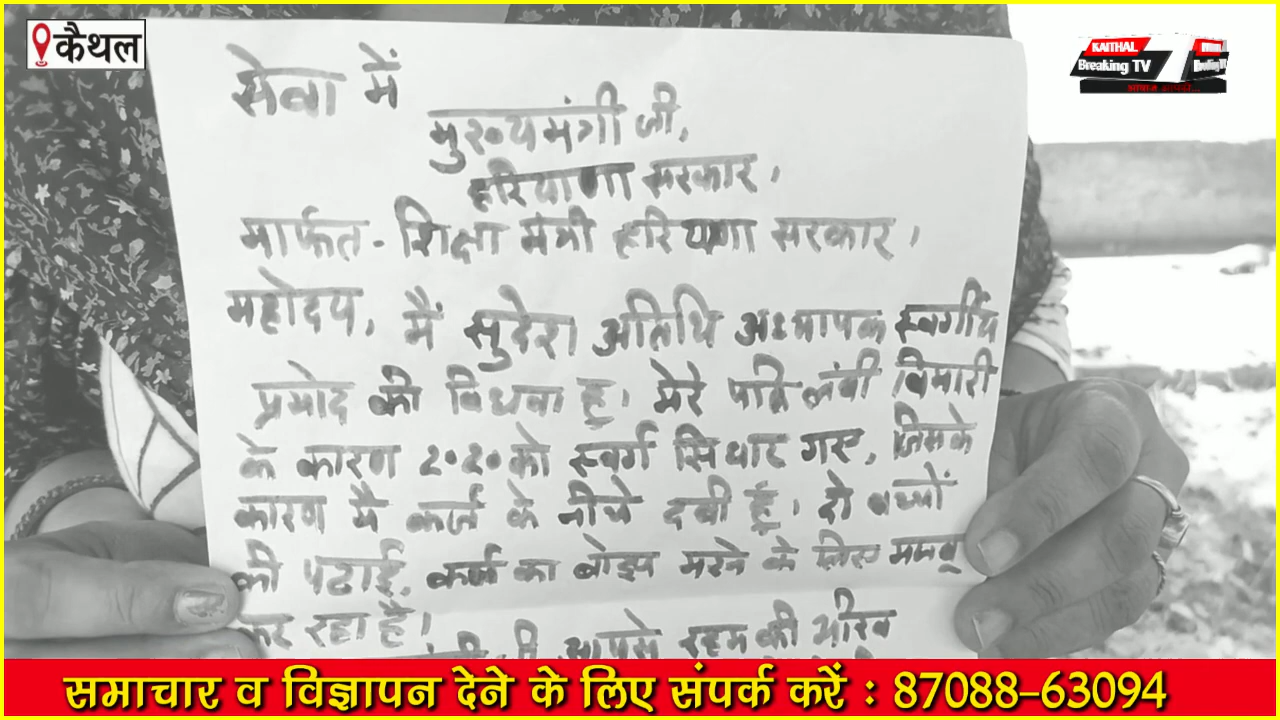 कैथल
KAITHAL
Breaking TV
सेवा में
मुख्यमंत्री जी,
हरियाणा सरकार,
मार्फत - शिक्षा मंत्री हरियाणा सरकार,
महोदय, मैं सुदेश अतिथि अध्यापक स्वर्गीय
प्रमोद की विधवा हू। मेरे पति लंबी बिमारी
के कारण 2020 को स्वर्ग सिधार गए, जिसके
कारण मैं कर्ज के नीचे दबी हूं। दो बच्चों
की पढाई, कर्ज का बोझ मरने के लिए मजबू
कर रहा है।
आपसे रहम की भीख
समाचार व विज्ञापन देने के लिए संपर्क करें : 87088-63094